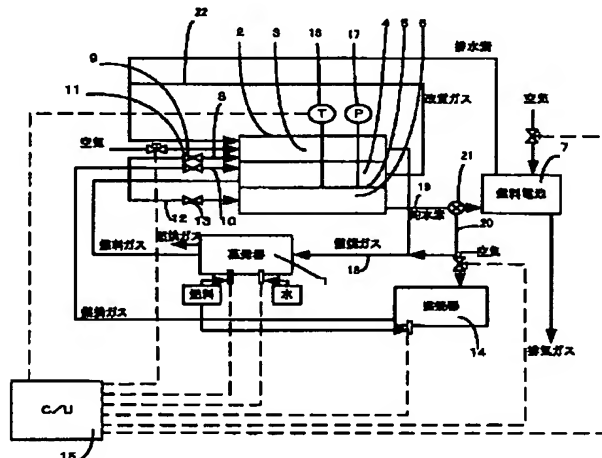 22
2
3
16
17
4
5
6
排水素
9
11
8
T
P
改質ガス
空気
空気
7
燃料電池
10
19
21
12
13
純水素
20
燃焼ガス
燃料ガス
蒸発器
燃焼ガス
18
空気
1
燃料
水
燃焼ガス
燃焼器
14
排気ガス
C/U
15